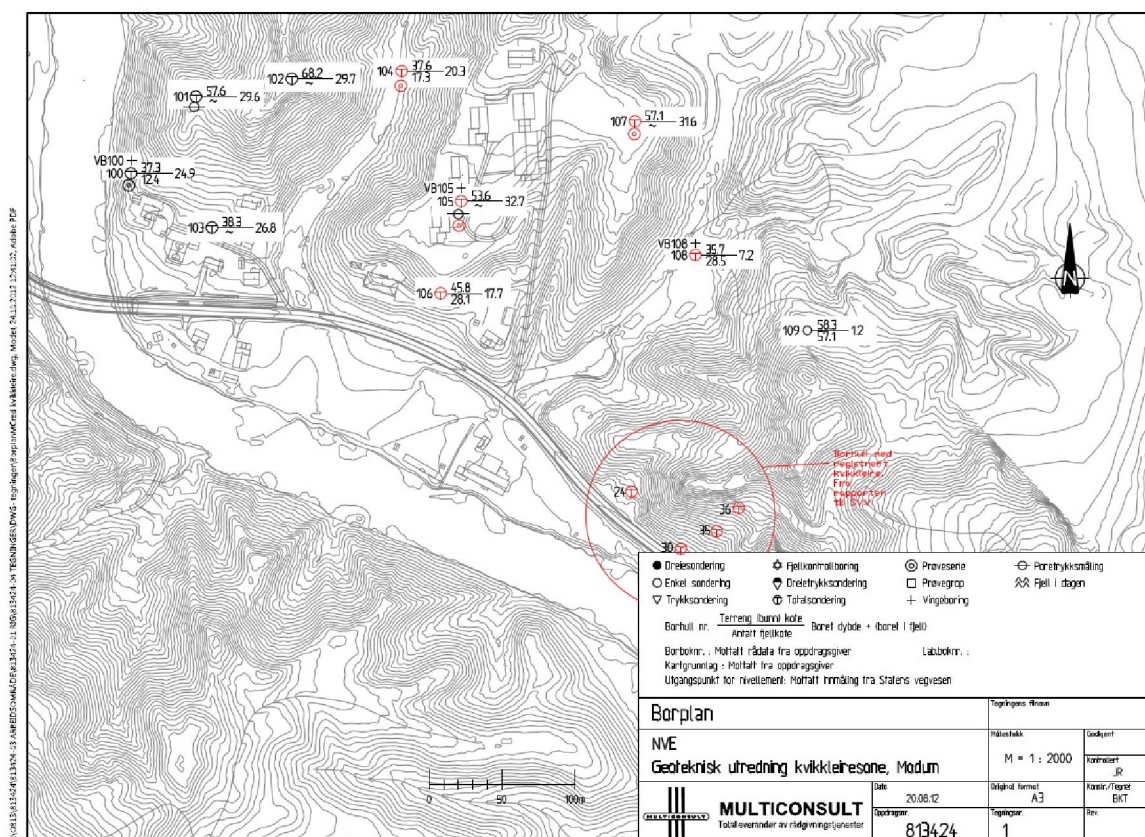 102 68.2 29.7
~
104 37.6 20.3
17.3
101 57.6 29.6
~
107 57.1 31.6
~
VB100
100 37.3 24.9
12.4
VB105
105 53.6 32.7
~
103 38.3 26.8
~
VB108
108 35.7 7.2
28.5
N
106 45.8 17.7
28.1
109 58.3 1.2
57.1
Borhull med
registrert
kvikkleire.
Fra
rapporten
til SVV
24
36
35
30
Dreiesondering
Fjellkontrollboring
Prøveserie
Poretrykksmåling
Enkel sondering
Dreietrykksondering
Prøvegrop
Fjell i dagen
Trykksondering
Totalsondering
Vingeboring
Borhull nr. Terreng (bunn) kote Boret dybde + (boret i fjell)
Antatt fjellkote
Borboknr. : Mottatt rådata fra oppdragsgiver Lab.boknr. :
Kartgrunnlag : Mottatt fra oppdragsgiver
Utgangspunkt for nivellement: Mottatt innmåling fra Statens vegvesen
0 50 100m
Borplan
Tegningens filnavn
NVE
Geoteknisk utredning kvikkleiresone, Modum
Målestokk
M = 1 : 2000
Godkjent
Kontrollert
JR
MULTICONSULT
MULTICONSULT
Totalleverandør av rådgivningstjenester
Dato
20.08.12
Original format
A3
Konstr./Tegnet
BKT
Oppdragsnr.
813424
Tegningsnr.
1
Rev.